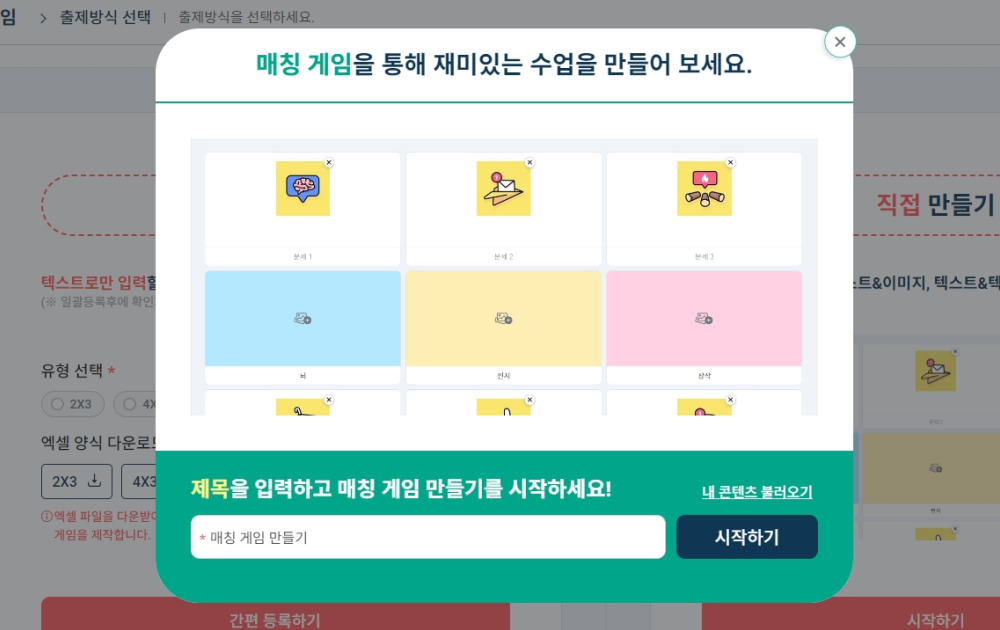 임 > 출제방식 선택 | 출제방식을 선택하세요.
매칭 게임을 통해 재미있는 수업을 만들어 보세요.
문제 1
문제 2
문제 3
뇌
편지
장작
직접 만들기
텍스트로만 입력할
(※ 일괄등록후에 확인
스트&이미지, 텍스트&텍
유형 선택 *
2X3
4X
엑셀 양식 다운로드
2X3
4X3
ⓘ엑셀 파일을 다운받아
게임을 제작합니다.
제목을 입력하고 매칭 게임 만들기를 시작하세요!
내 콘텐츠 불러오기
* 매칭 게임 만들기
시작하기
간편 등록하기
시작하기